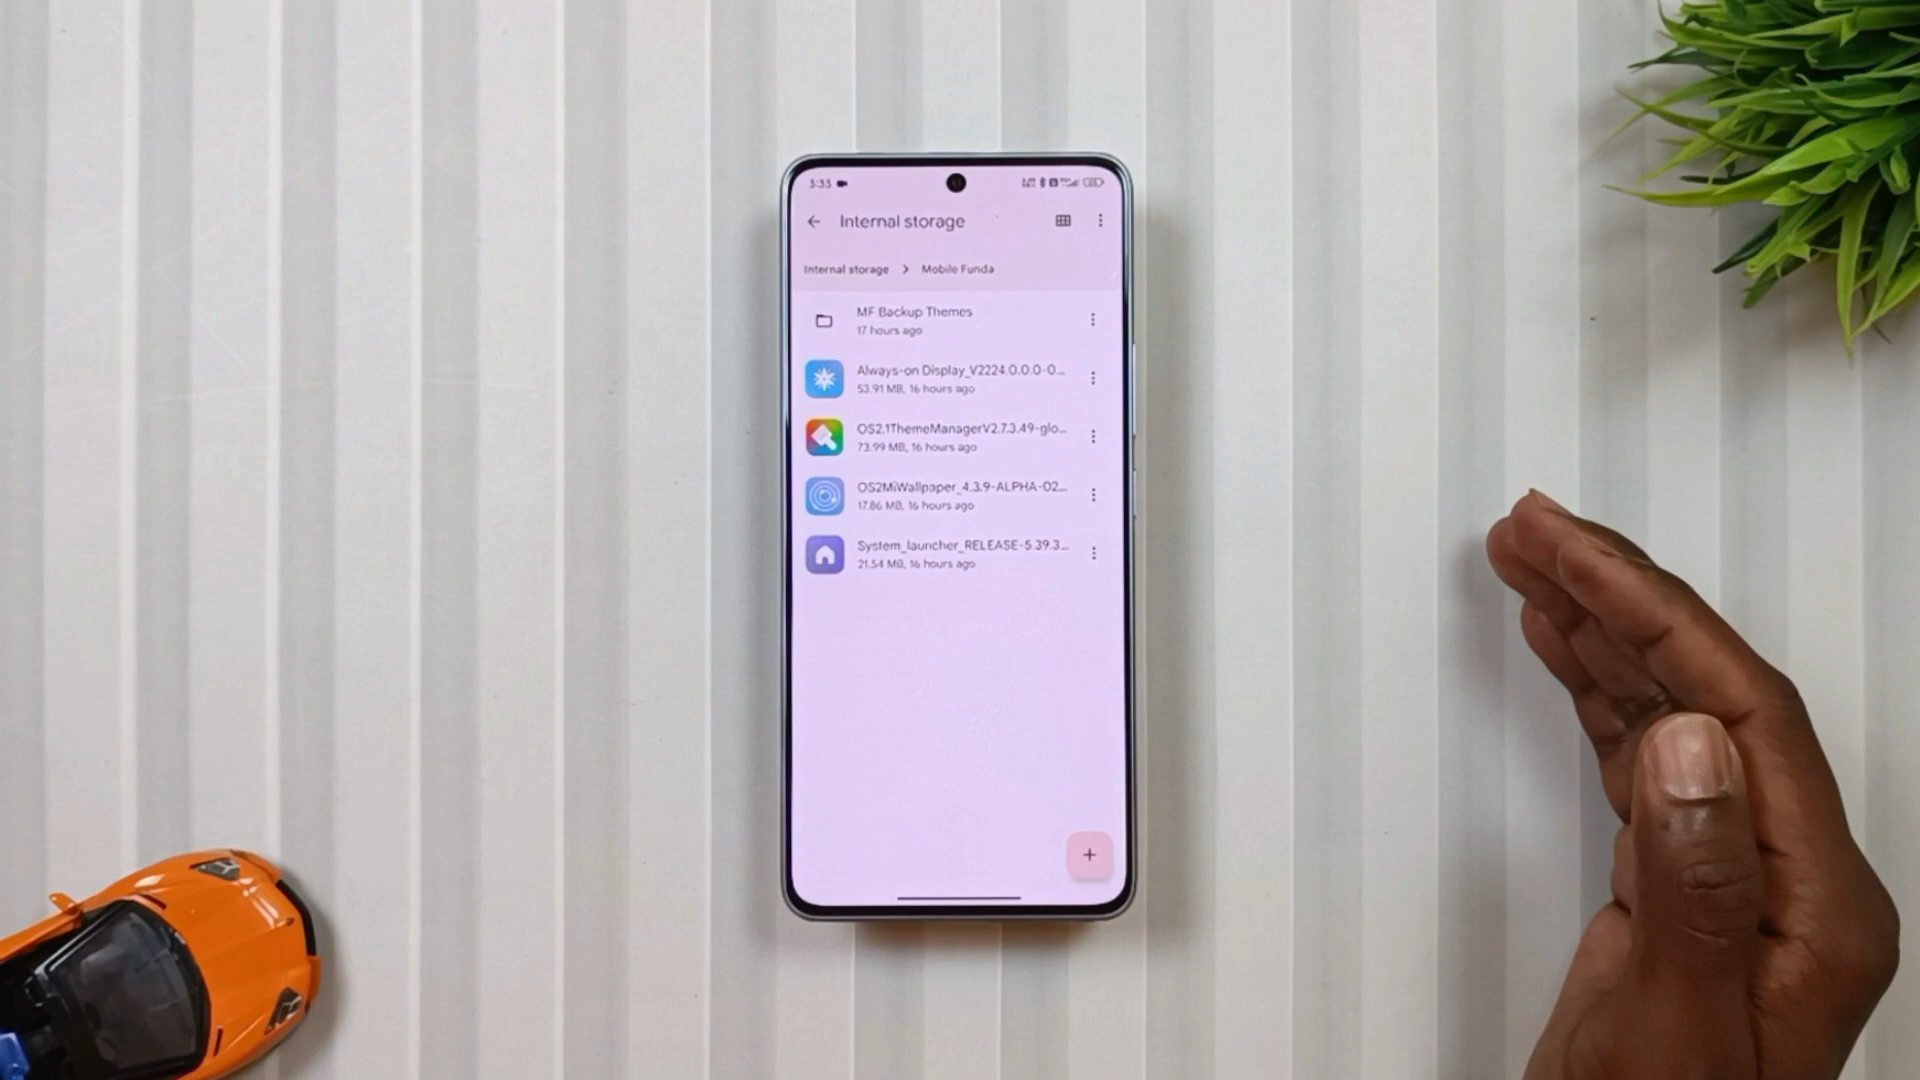 3:33
Internal storage
Internal storage > Mobile Funda
MF Backup Themes
17 hours ago
Always-on Display_V2224.0.0.0-0...
53.91 MB, 16 hours ago
OS2.1ThemeManagerV2.7.3.49-glo...
73.99 MB, 16 hours ago
OS2MiWallpaper_4.3.9-ALPHA-02...
17.86 MB, 16 hours ago
System_launcher_RELEASE-5.39.3...
21.54 MB, 16 hours ago